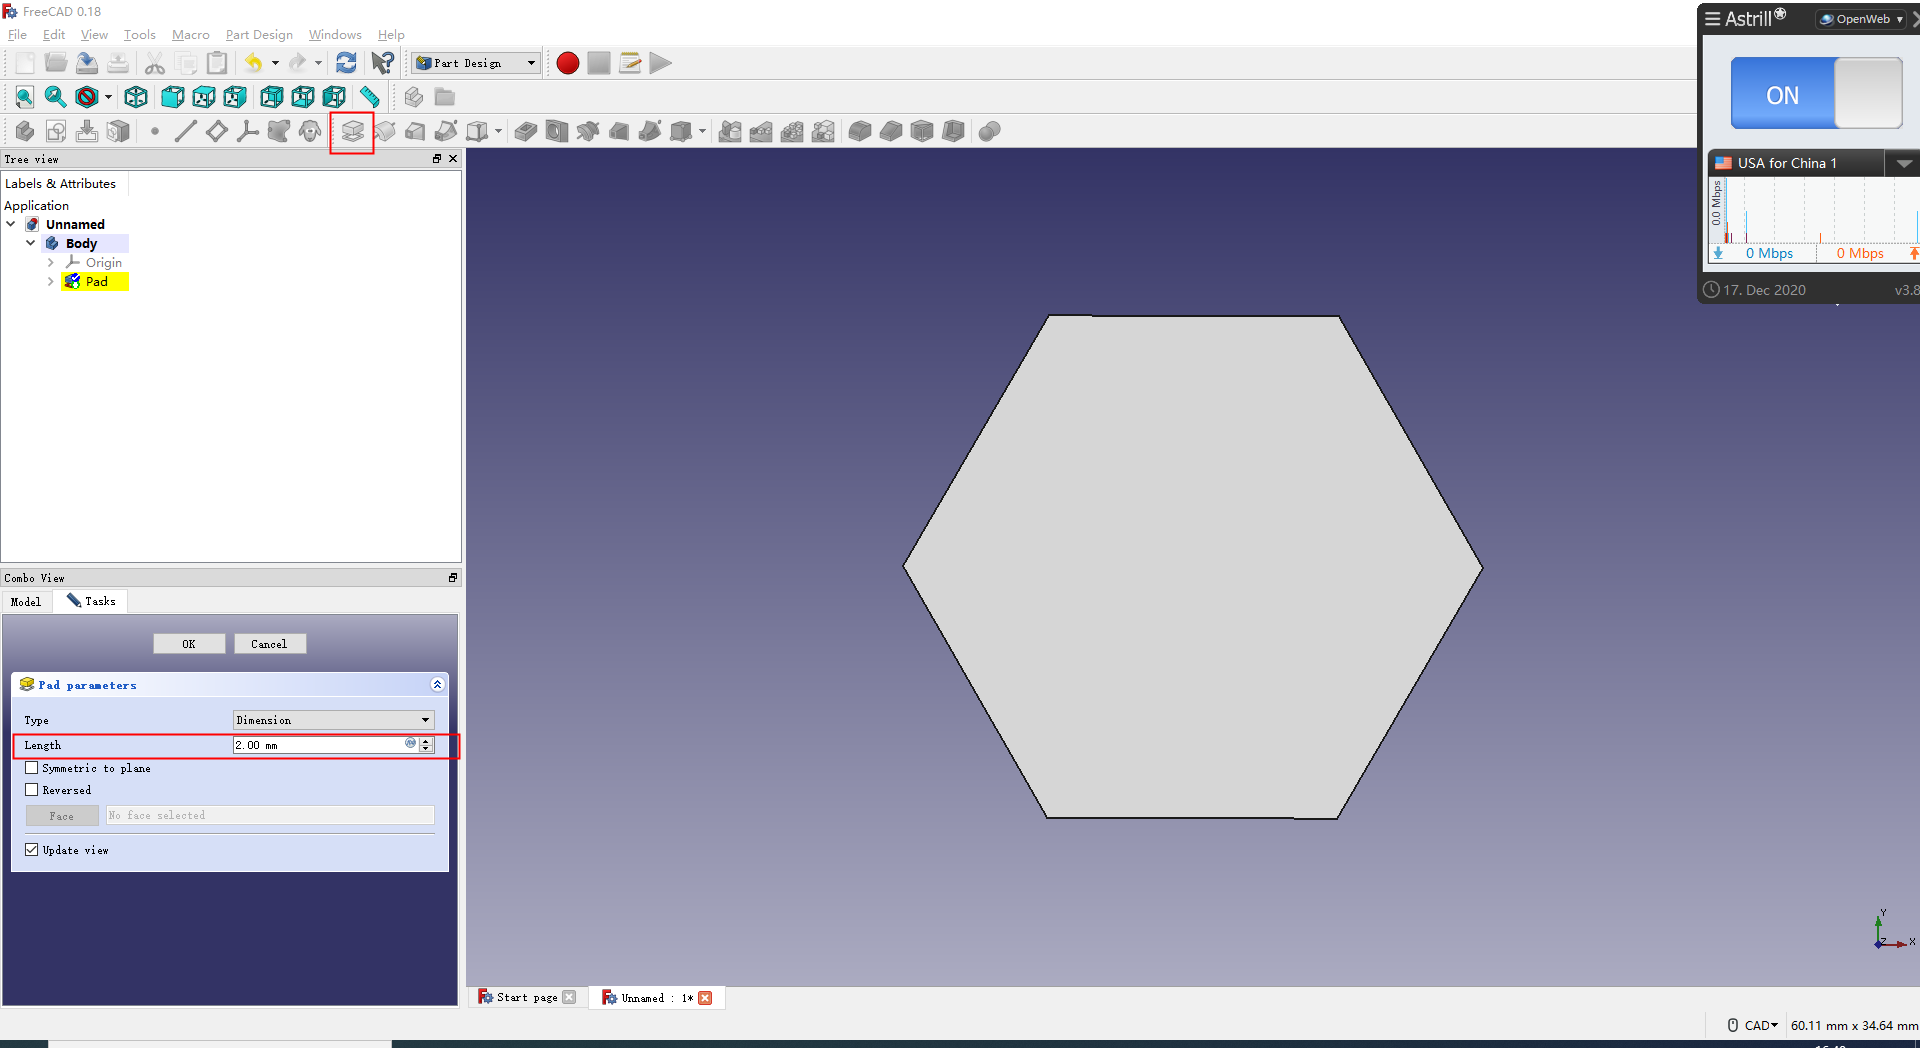 FreeCAD 0.18
File Edit View Tools Macro Part Design Windows Help
Part Design
Tree view
Labels & Attributes
Application
Unnamed
Body
Origin
Pad
Combo View
Model Tasks
OK Cancel
Pad parameters
Type Dimension
Length 2.00 mm
Symmetric to plane
Reversed
Face No face selected
Update view
Start page
Unnamed : 1*
Y
Z X
CAD 60.11 mm x 34.64 mm
Astrill OpenWeb
ON
USA for China 1
0.0 Mbps
0 Mbps 0 Mbps
17. Dec 2020 v3.8